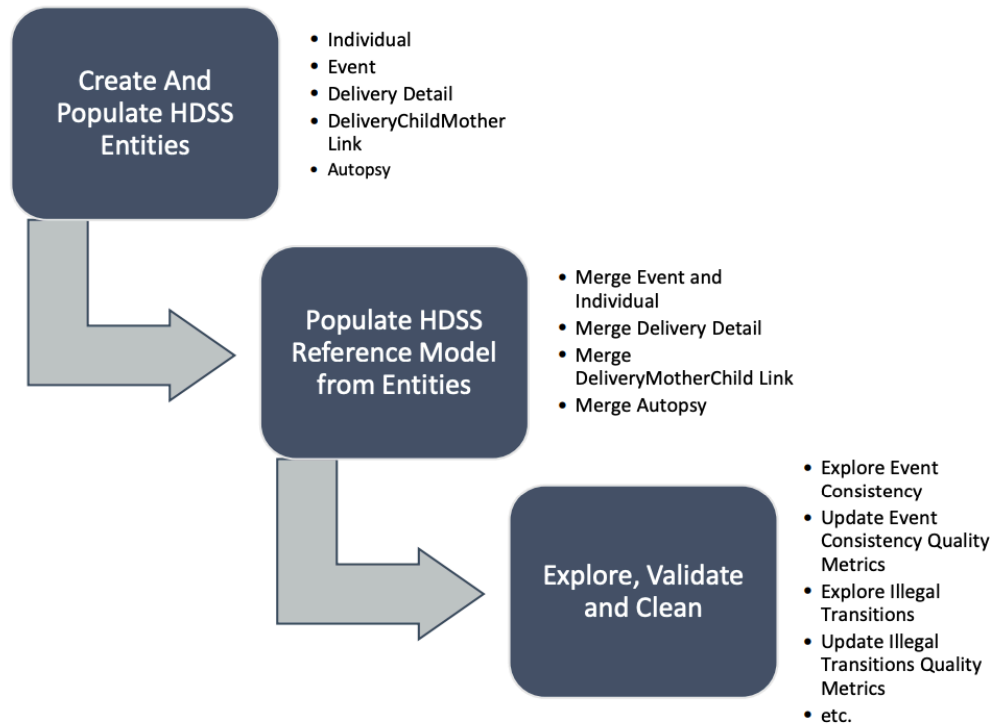 Create And
Populate HDSS
Entities
• Individual
• Event
• Delivery Detail
• DeliveryChildMother
Link
• Autopsy
Populate HDSS
Reference Model
from Entities
• Merge Event and
Individual
• Merge Delivery Detail
• Merge
DeliveryMotherChild Link
• Merge Autopsy
Explore, Validate
and Clean
• Explore Event
Consistency
• Update Event
Consistency Quality
Metrics
• Explore Illegal
Transitions
• Update Illegal
Transitions Quality
Metrics
• etc.